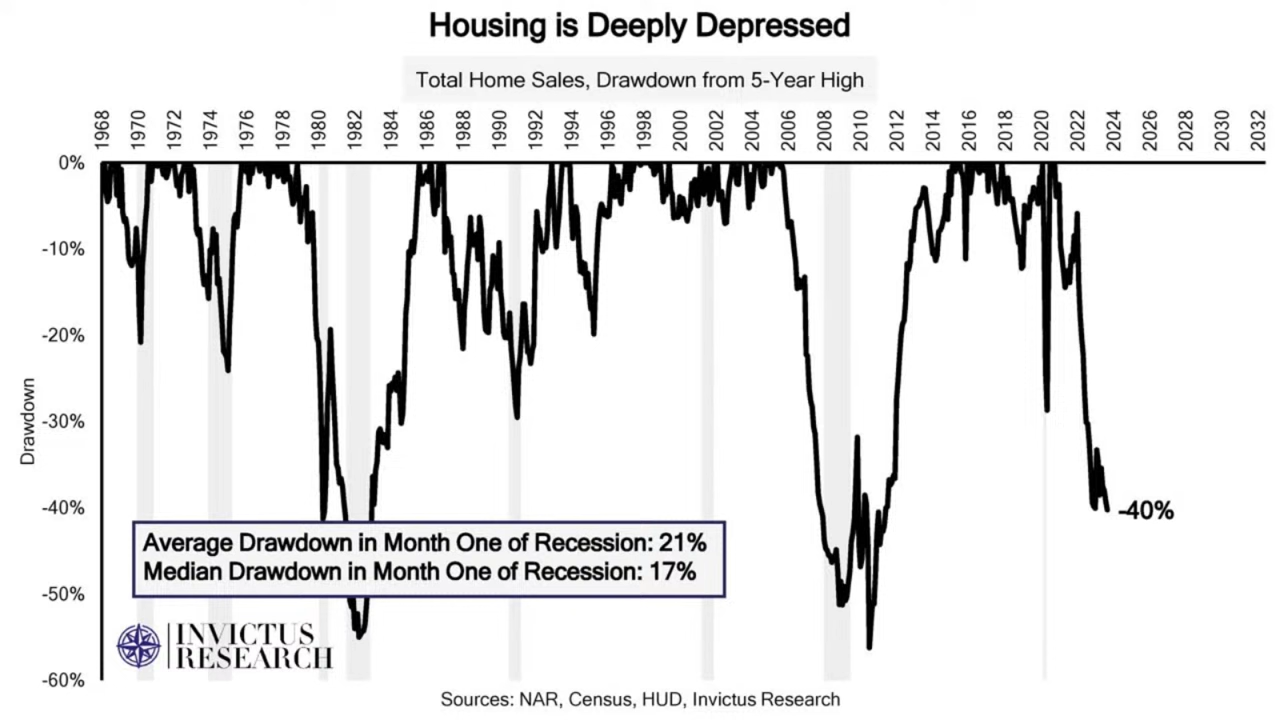 Housing is Deeply Depressed
Total Home Sales, Drawdown from 5-Year High
1968 1970 1972 1974 1976 1978 1980 1982 1984 1986 1988 1990 1992 1994 1996 1998 2000 2002 2004 2006 2008 2010 2012 2014 2016 2018 2020 2022 2024 2026 2028 2030 2032
0%
-10%
-20%
-30%
-40%
-50%
-60%
Drawdown
-40%
Average Drawdown in Month One of Recession: 21%
Median Drawdown in Month One of Recession: 17%
INVICTUS
RESEARCH
Sources: NAR, Census, HUD, Invictus Research